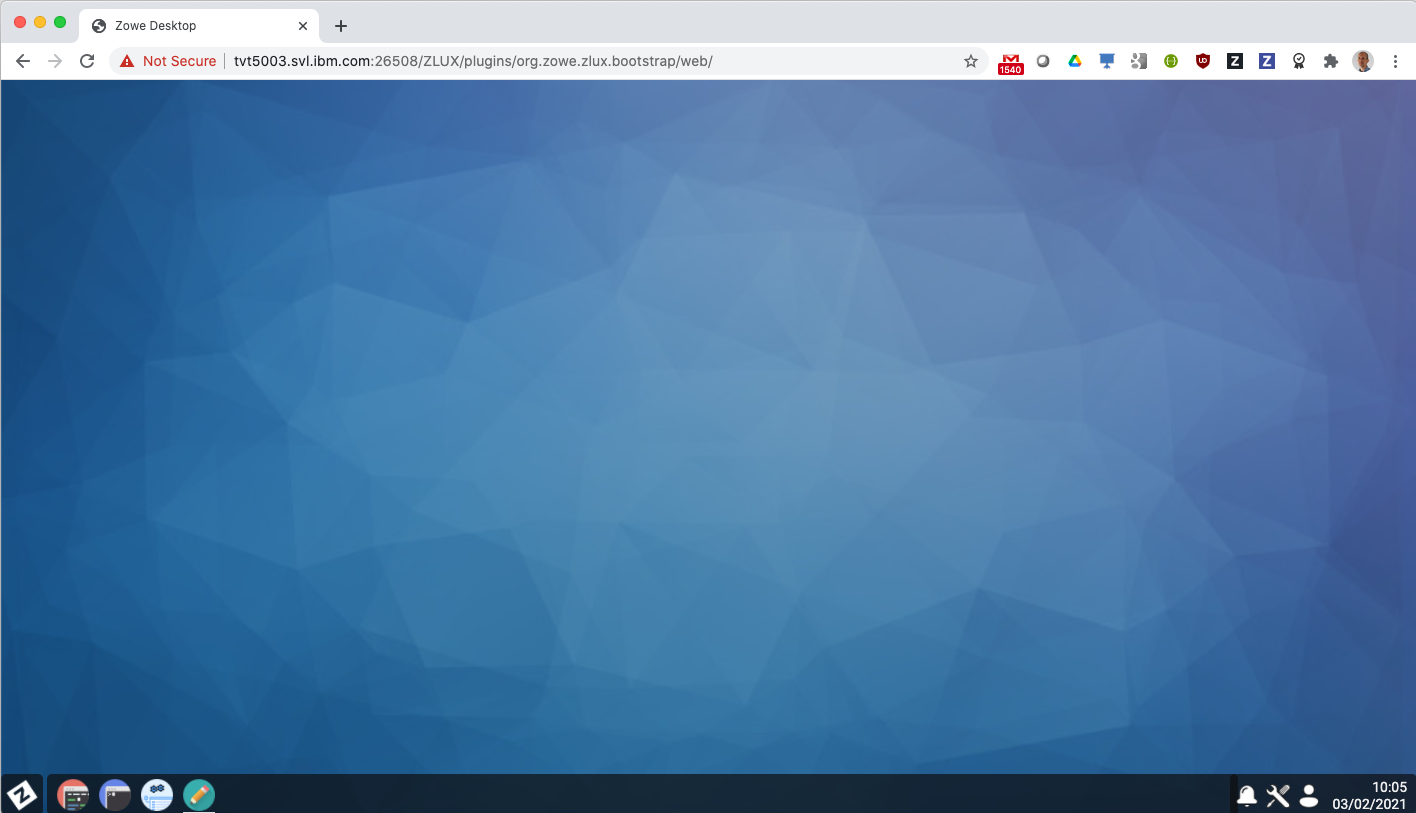 Zowe Desktop
Not Secure tvt5003.svl.ibm.com:26508/ZLUX/plugins/org.zowe.zlux.bootstrap/web/
1540
10:05
03/02/2021